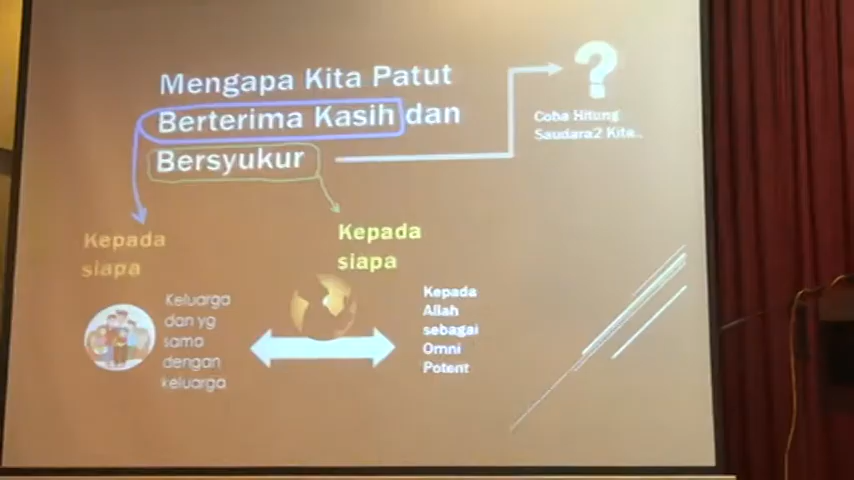 Mengapa Kita Patut
Berterima Kasih dan
Bersyukur
?
Coba Hitung
Saudara2 Kita..
Kepada
siapa
Keluarga
dan yg
sama
dengan
keluarga
Kepada
siapa
Kepada
Allah
sebagai
Omni
Potent